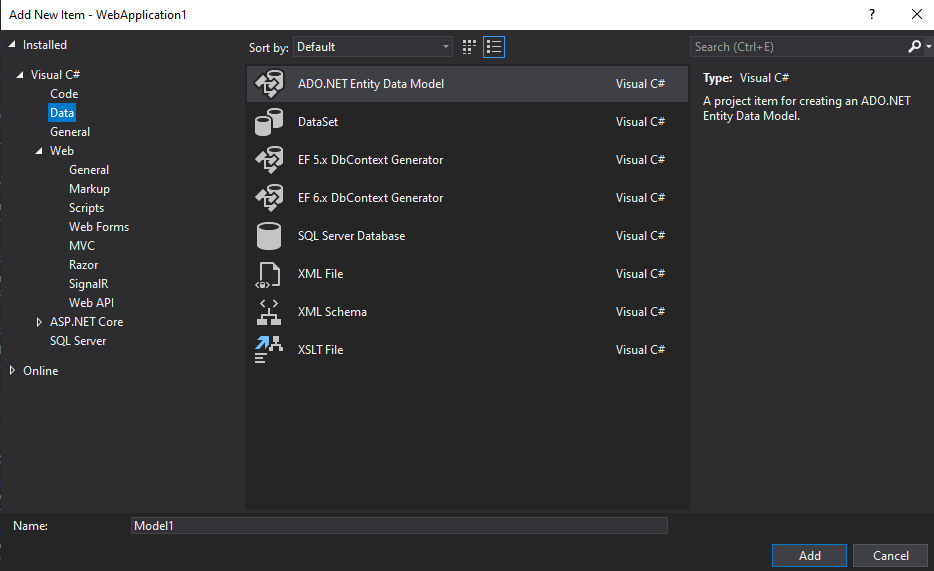 Add New Item - WebApplication1
?
Installed
Sort by: Default
Search (Ctrl+E)
Visual C#
Code
Data
General
Web
General
Markup
Scripts
Web Forms
MVC
Razor
SignalR
Web API
ASP.NET Core
SQL Server
Online
ADO.NET Entity Data Model Visual C#
DataSet Visual C#
EF 5.x DbContext Generator Visual C#
EF 6.x DbContext Generator Visual C#
SQL Server Database Visual C#
XML File Visual C#
XML Schema Visual C#
XSLT File Visual C#
Type: Visual C#
A project item for creating an ADO.NET
Entity Data Model.
Name: Model1
Add Cancel